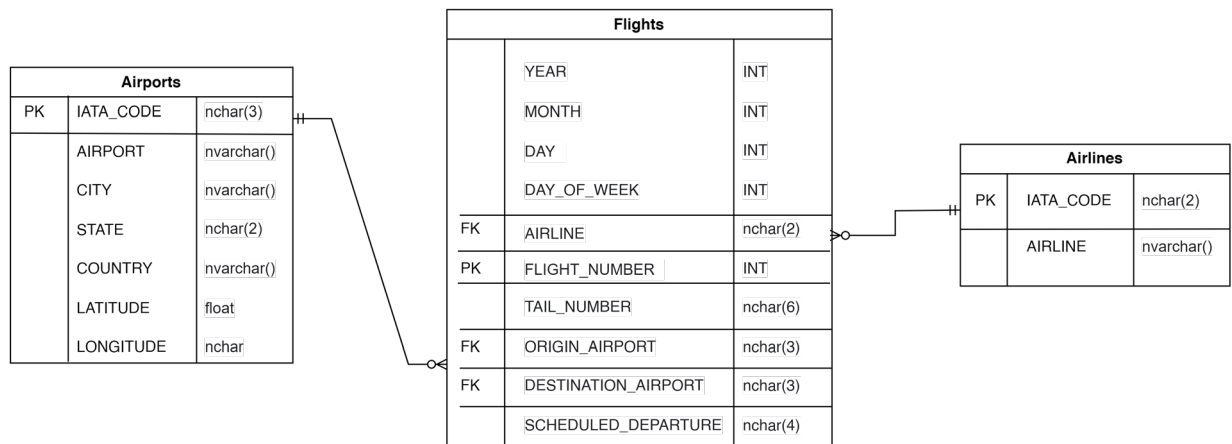 Airports
PK IATA_CODE nchar(3)
AIRPORT nvarchar()
CITY nvarchar()
STATE nchar(2)
COUNTRY nvarchar()
LATITUDE float
LONGITUDE nchar
Flights
YEAR INT
MONTH INT
DAY INT
DAY_OF_WEEK INT
FK AIRLINE nchar(2)
PK FLIGHT_NUMBER INT
TAIL_NUMBER nchar(6)
FK ORIGIN_AIRPORT nchar(3)
FK DESTINATION_AIRPORT nchar(3)
SCHEDULED_DEPARTURE nchar(4)
Airlines
PK IATA_CODE nchar(2)
AIRLINE nvarchar()